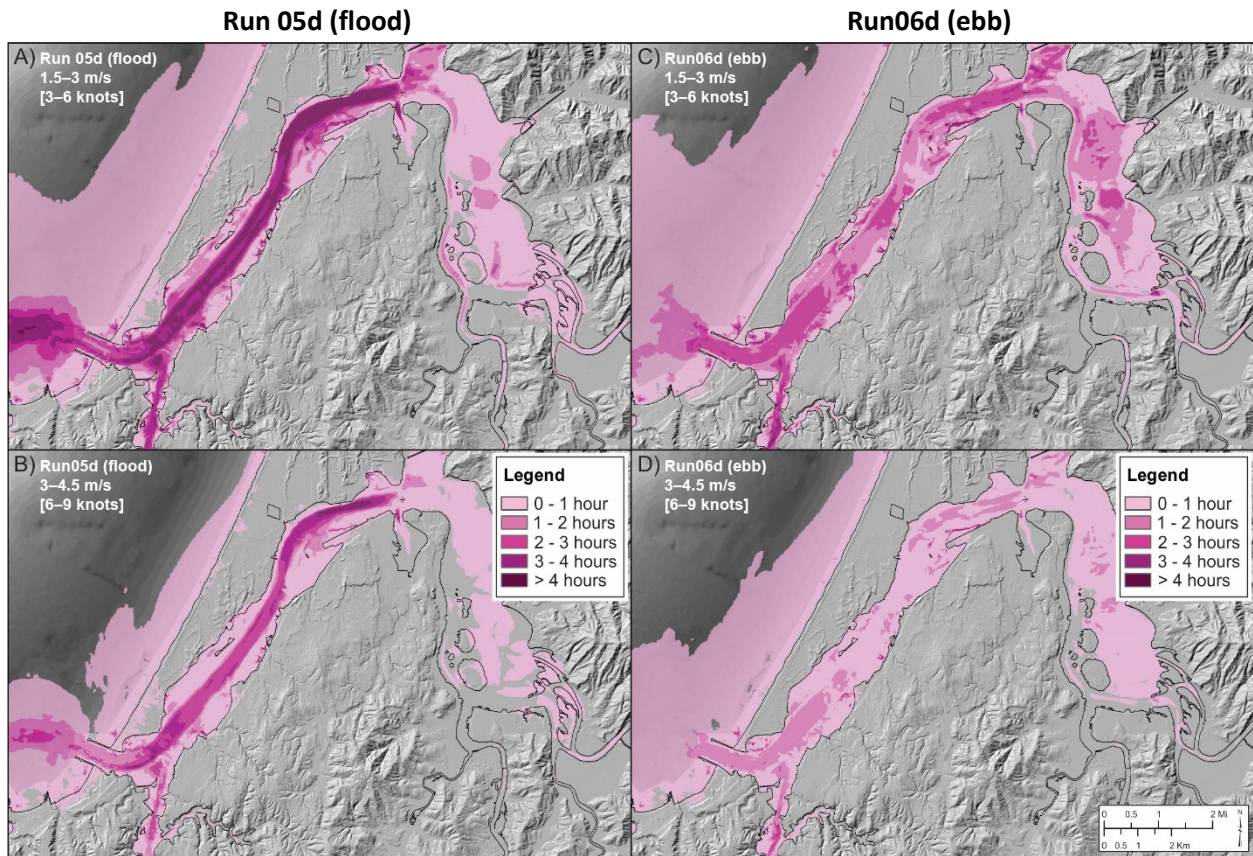 Run 05d (flood)
Run06d (ebb)
A) Run 05d (flood)
1.5–3 m/s
[3–6 knots]
C) Run06d (ebb)
1.5–3 m/s
[3–6 knots]
B) Run05d (flood)
3–4.5 m/s
[6–9 knots]
Legend
0 - 1 hour
1 - 2 hours
2 - 3 hours
3 - 4 hours
> 4 hours
D) Run06d (ebb)
3–4.5 m/s
[6–9 knots]
Legend
0 - 1 hour
1 - 2 hours
2 - 3 hours
3 - 4 hours
> 4 hours
0 0.5 1 2 Mi
0 0.5 1 2 Km
N